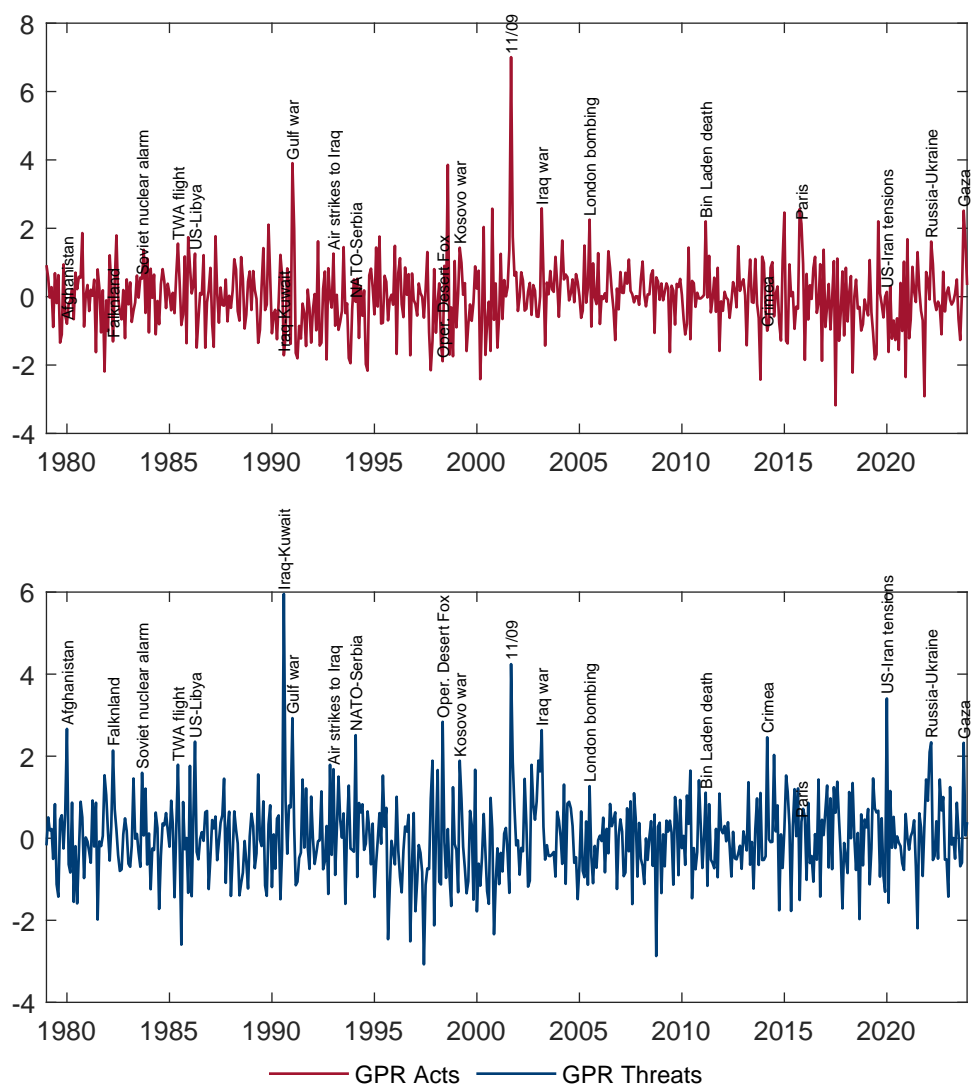 8
6
4
2
0
-2
-4
Afghanistan
Falknland
Soviet nuclear alarm
TWA flight
US-Libya
Iraq Kuwait
Gulf war
Air strikes to Iraq
NATO-Serbia
Oper. Desert Fox
Kosovo war
11/09
Iraq war
London bombing
Bin Laden death
Crimea
Paris
US-Iran tensions
Russia-Ukraine
Gaza
1980 1985 1990 1995 2000 2005 2010 2015 2020
6
4
2
0
-2
-4
Afghanistan
Falknland
Soviet nuclear alarm
TWA flight
US-Libya
Iraq-Kuwait
Gulf war
Air strikes to Iraq
NATO-Serbia
Oper. Desert Fox
Kosovo war
11/09
Iraq war
London bombing
Bin Laden death
Crimea
Paris
US-Iran tensions
Russia-Ukraine
Gaza
1980 1985 1990 1995 2000 2005 2010 2015 2020
GPR Acts GPR Threats